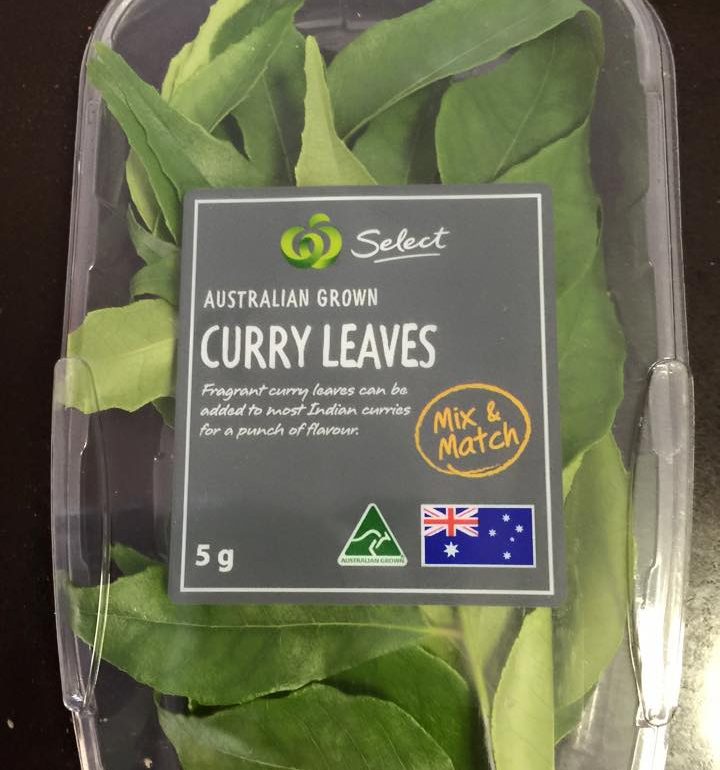 Select
AUSTRALIAN GROWN
CURRY LEAVES
Fragrant curry leaves can be
added to most Indian curries
for a punch of flavour.
Mix &
Match
5 g
AUSTRALIAN GROWN